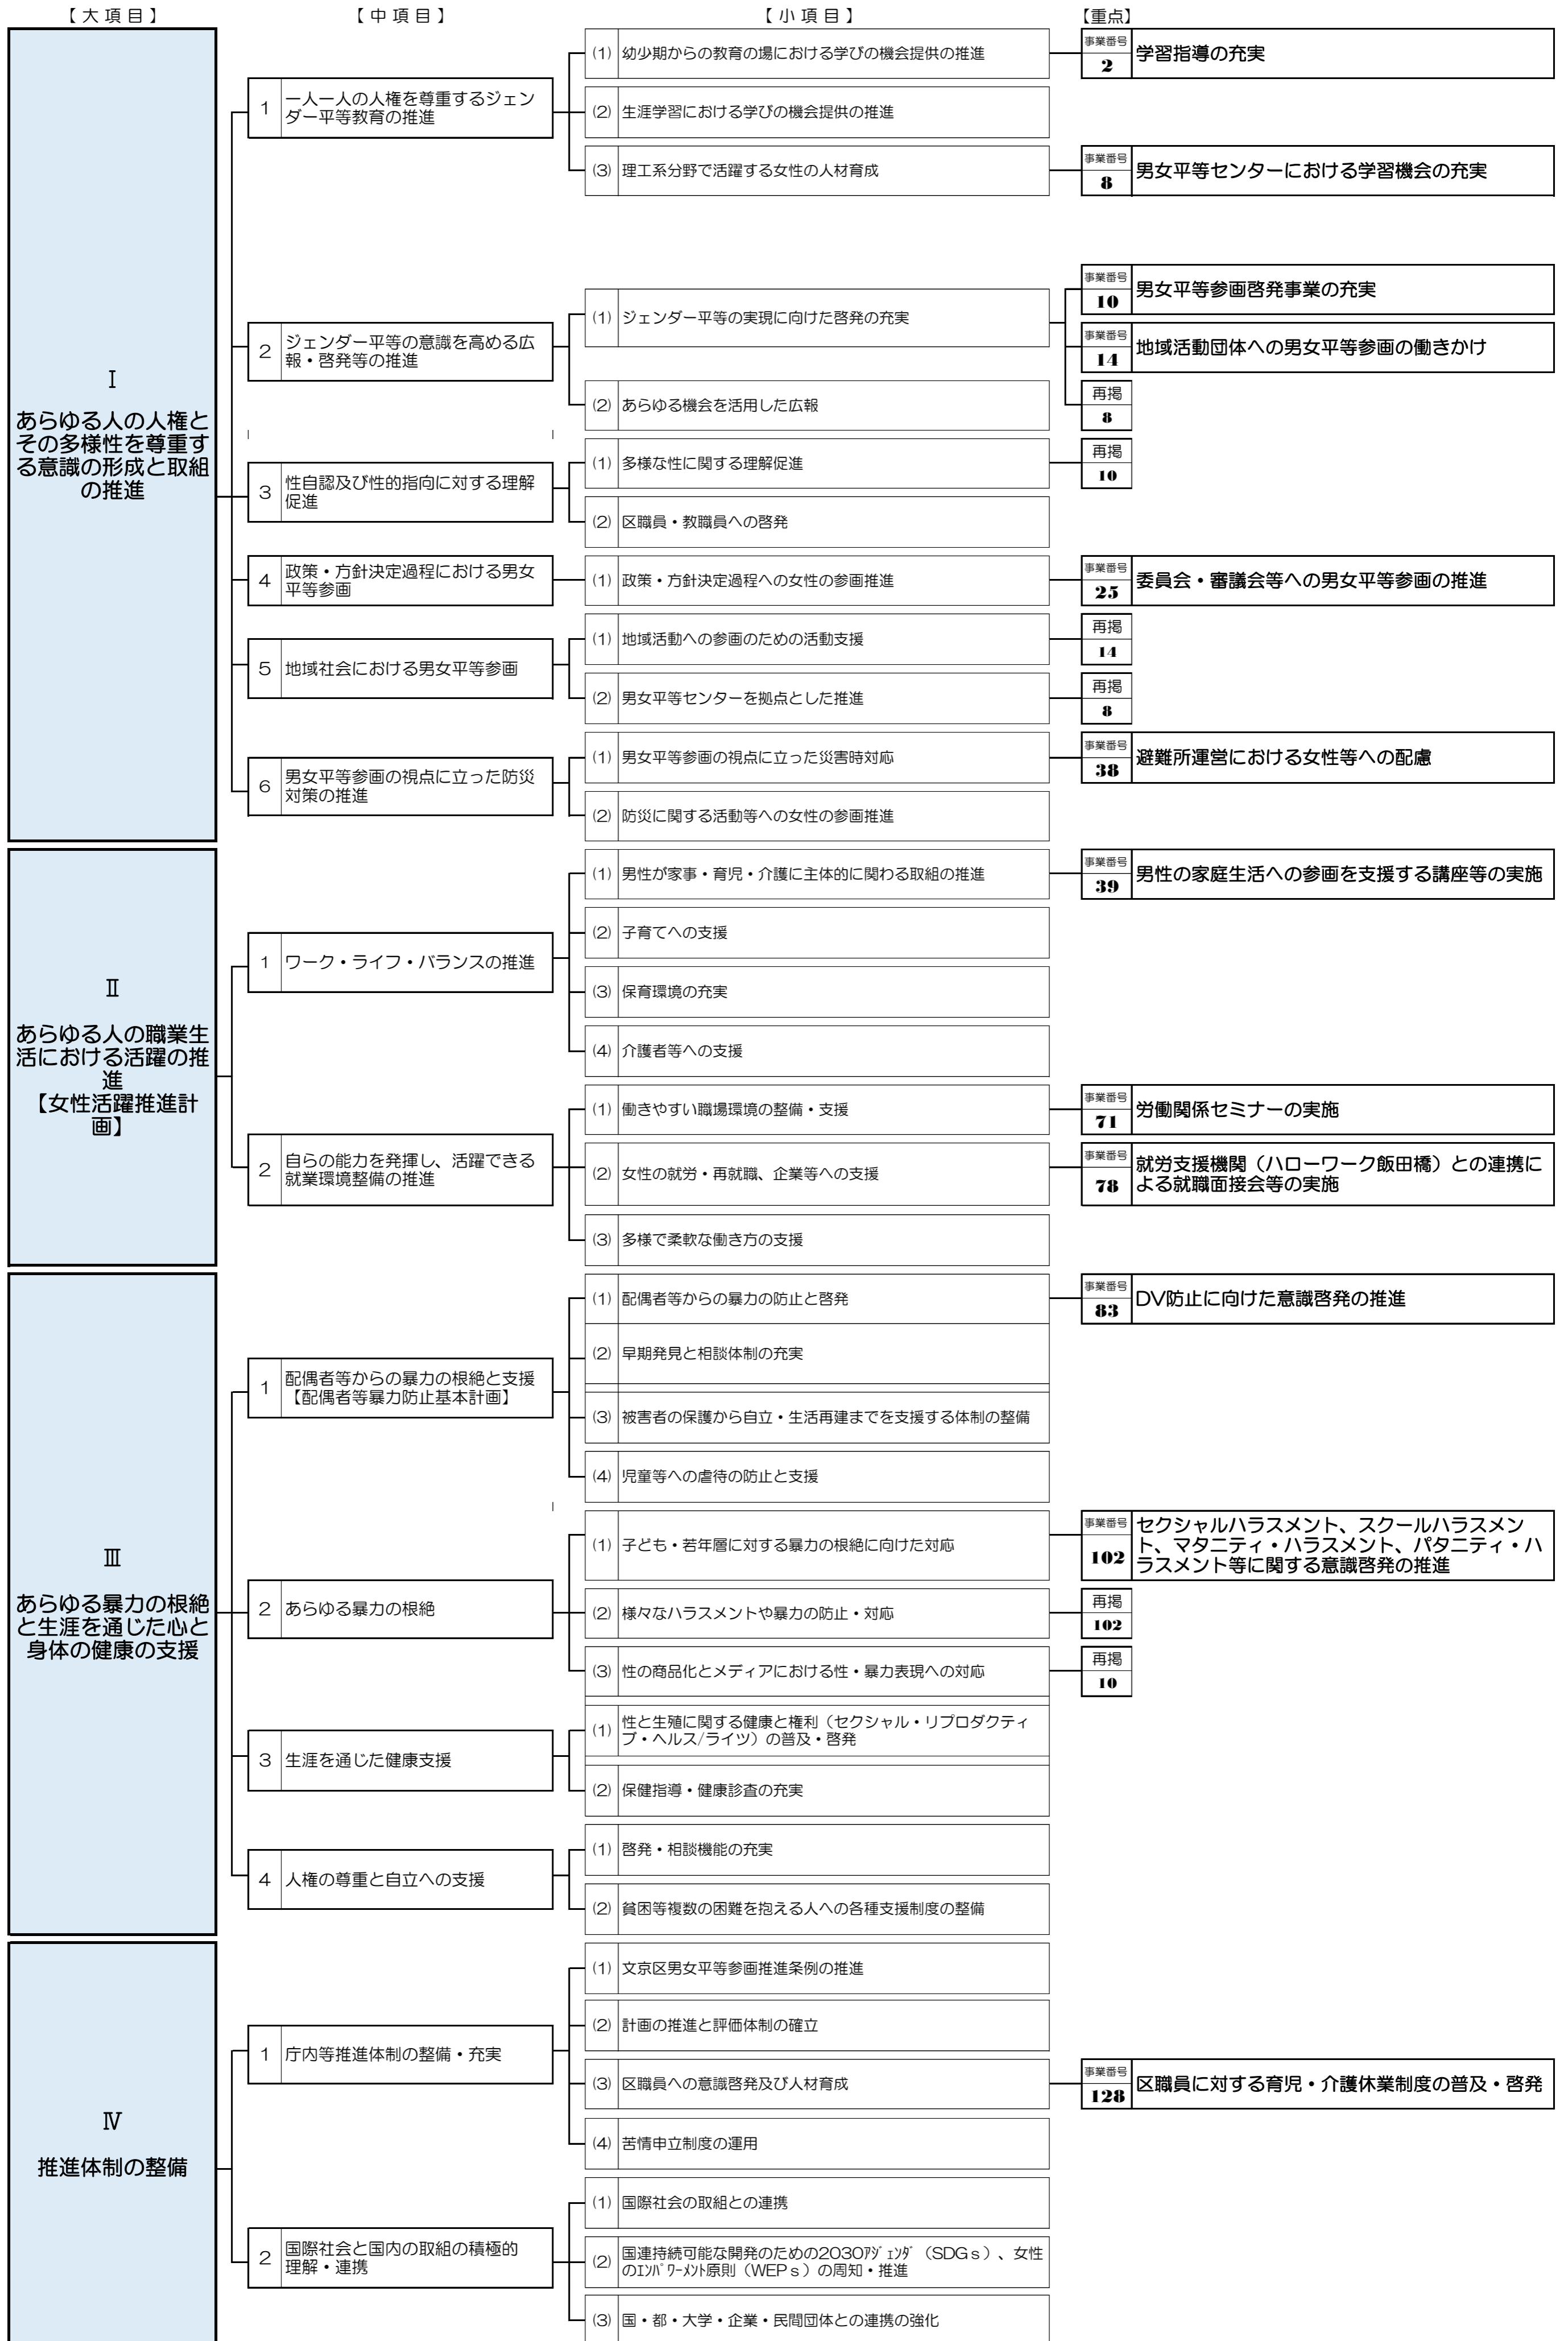 【大項目】
【中項目】
【小項目】
【重点】
Ⅰ
あらゆる人の人権と
その多様性を尊重す
る意識の形成と取組
の推進
1
一人一人の人権を尊重するジェン
ダー平等教育の推進
(1) 幼少期からの教育の場における学びの機会提供の推進
事業番号
2
学習指導の充実
(2) 生涯学習における学びの機会提供の推進
(3) 理工系分野で活躍する女性の人材育成
事業番号
8
男女平等センターにおける学習機会の充実
2
ジェンダー平等の意識を高める広
報・啓発等の推進
(1) ジェンダー平等の実現に向けた啓発の充実
事業番号
10
男女平等参画啓発事業の充実
事業番号
14
地域活動団体への男女平等参画の働きかけ
再掲
8
(2) あらゆる機会を活用した広報
3
性自認及び性的指向に対する理解
促進
(1) 多様な性に関する理解促進
再掲
10
(2) 区職員・教職員への啓発
4
政策・方針決定過程における男女
平等参画
(1) 政策・方針決定過程への女性の参画推進
事業番号
25
委員会・審議会等への男女平等参画の推進
5
地域社会における男女平等参画
(1) 地域活動への参画のための活動支援
再掲
14
(2) 男女平等センターを拠点とした推進
再掲
8
6
男女平等参画の視点に立った防災
対策の推進
(1) 男女平等参画の視点に立った災害時対応
事業番号
38
避難所運営における女性等への配慮
(2) 防災に関する活動等への女性の参画推進
Ⅱ
あらゆる人の職業生
活における活躍の推
進
【女性活躍推進計
画】
1
ワーク・ライフ・バランスの推進
(1) 男性が家事・育児・介護に主体的に関わる取組の推進
事業番号
39
男性の家庭生活への参画を支援する講座等の実施
(2) 子育てへの支援
(3) 保育環境の充実
(4) 介護者等への支援
2
自らの能力を発揮し、活躍できる
就業環境整備の推進
(1) 働きやすい職場環境の整備・支援
事業番号
71
労働関係セミナーの実施
(2) 女性の就労・再就職、企業等への支援
事業番号
78
就労支援機関（ハローワーク飯田橋）との連携に
よる就職面接会等の実施
(3) 多様で柔軟な働き方の支援
Ⅲ
あらゆる暴力の根絶
と生涯を通じた心と
身体の健康の支援
1
配偶者等からの暴力の根絶と支援
【配偶者等暴力防止基本計画】
(1) 配偶者等からの暴力の防止と啓発
事業番号
83
DV防止に向けた意識啓発の推進
(2) 早期発見と相談体制の充実
(3) 被害者の保護から自立・生活再建までを支援する体制の整備
(4) 児童等への虐待の防止と支援
2
あらゆる暴力の根絶
(1) 子ども・若年層に対する暴力の根絶に向けた対応
事業番号
102
セクシャルハラスメント、スクールハラスメン
ト、マタニティ・ハラスメント、パタニティ・ハ
ラスメント等に関する意識啓発の推進
(2) 様々なハラスメントや暴力の防止・対応
再掲
102
(3) 性の商品化とメディアにおける性・暴力表現への対応
再掲
10
3
生涯を通じた健康支援
(1) 性と生殖に関する健康と権利（セクシャル・リプロダクティ
ブ・ヘルス/ライツ）の普及・啓発
(2) 保健指導・健康診査の充実
4
人権の尊重と自立への支援
(1) 啓発・相談機能の充実
(2) 貧困等複数の困難を抱える人への各種支援制度の整備
Ⅳ
推進体制の整備
1
庁内等推進体制の整備・充実
(1) 文京区男女平等参画推進条例の推進
(2) 計画の推進と評価体制の確立
(3) 区職員への意識啓発及び人材育成
事業番号
128
区職員に対する育児・介護休業制度の普及・啓発
(4) 苦情申立制度の運用
2
国際社会と国内の取組の積極的
理解・連携
(1) 国際社会の取組との連携
(2) 国連持続可能な開発のための2030ｱｼﾞｪﾝﾀﾞ（SDGｓ）、女性
のｴﾝﾊﾟﾜｰﾒﾝﾄ原則（WEPｓ）の周知・推進
(3) 国・都・大学・企業・民間団体との連携の強化